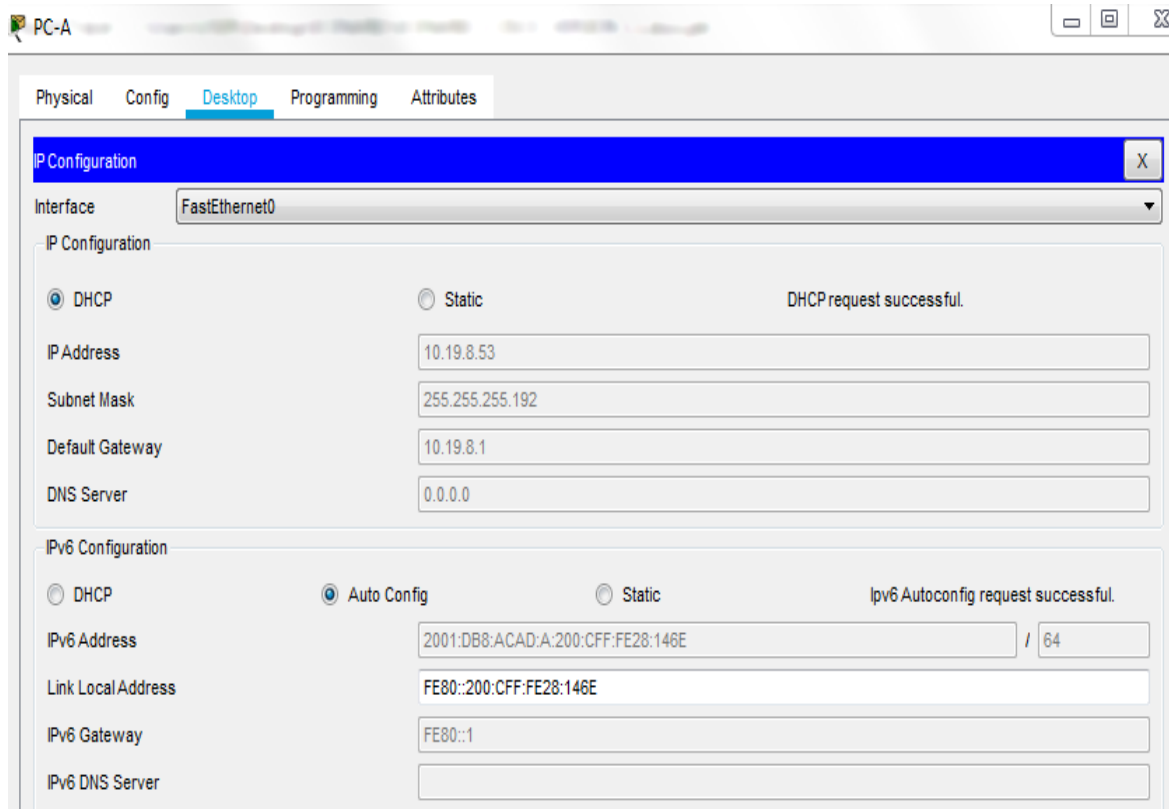 PC-A
Physical Config Desktop Programming Attributes
IP Configuration X
Interface FastEthernet0
IP Configuration
DHCP Static DHCP request successful.
IP Address 10.19.8.53
Subnet Mask 255.255.255.192
Default Gateway 10.19.8.1
DNS Server 0.0.0.0
IPv6 Configuration
DHCP Auto Config Static Ipv6 Autoconfig request successful.
IPv6 Address 2001:DB8:ACAD:A:200:CFF:FE28:146E / 64
Link Local Address FE80::200:CFF:FE28:146E
IPv6 Gateway FE80::1
IPv6 DNS Server